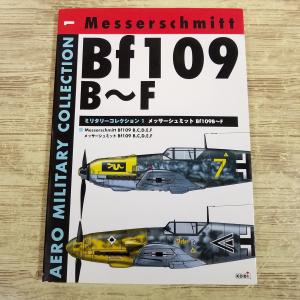 AERO MILITARY COLLECTION 1
Messerschmitt
Bf109
B～F
ミリタリーコレクション 1 メッサーシュミット Bf109B～F
Messerschmitt Bf109 B,C,D,E,F
メッサーシュミット Bf109 B,C,D,E,F
7